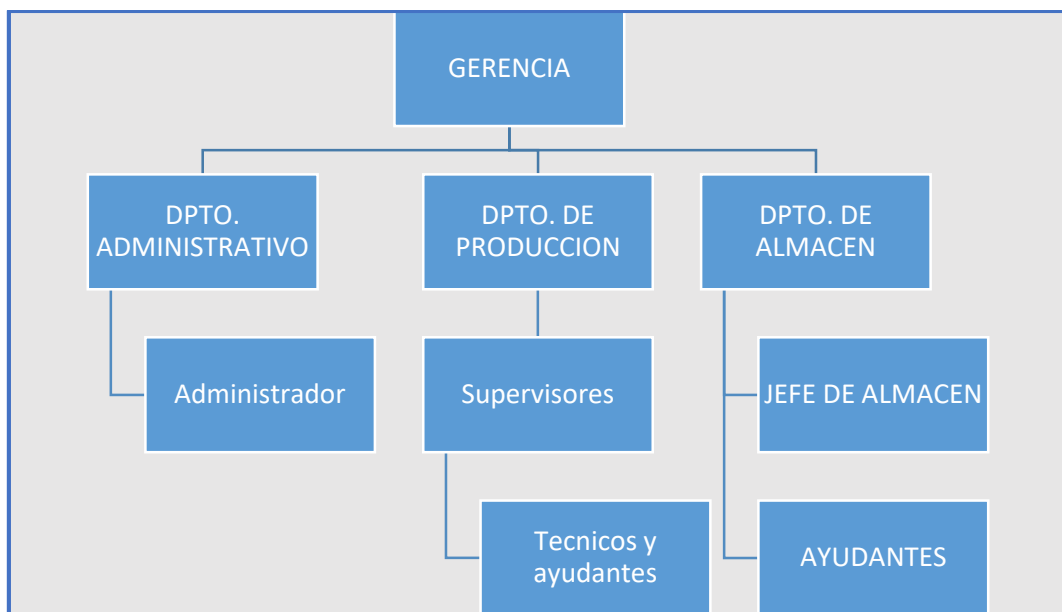 GERENCIA
DPTO.
ADMINISTRATIVO
DPTO. DE
PRODUCCION
DPTO. DE
ALMACEN
Administrador
Supervisores
JEFE DE ALMACEN
Tecnicos y
ayudantes
AYUDANTES